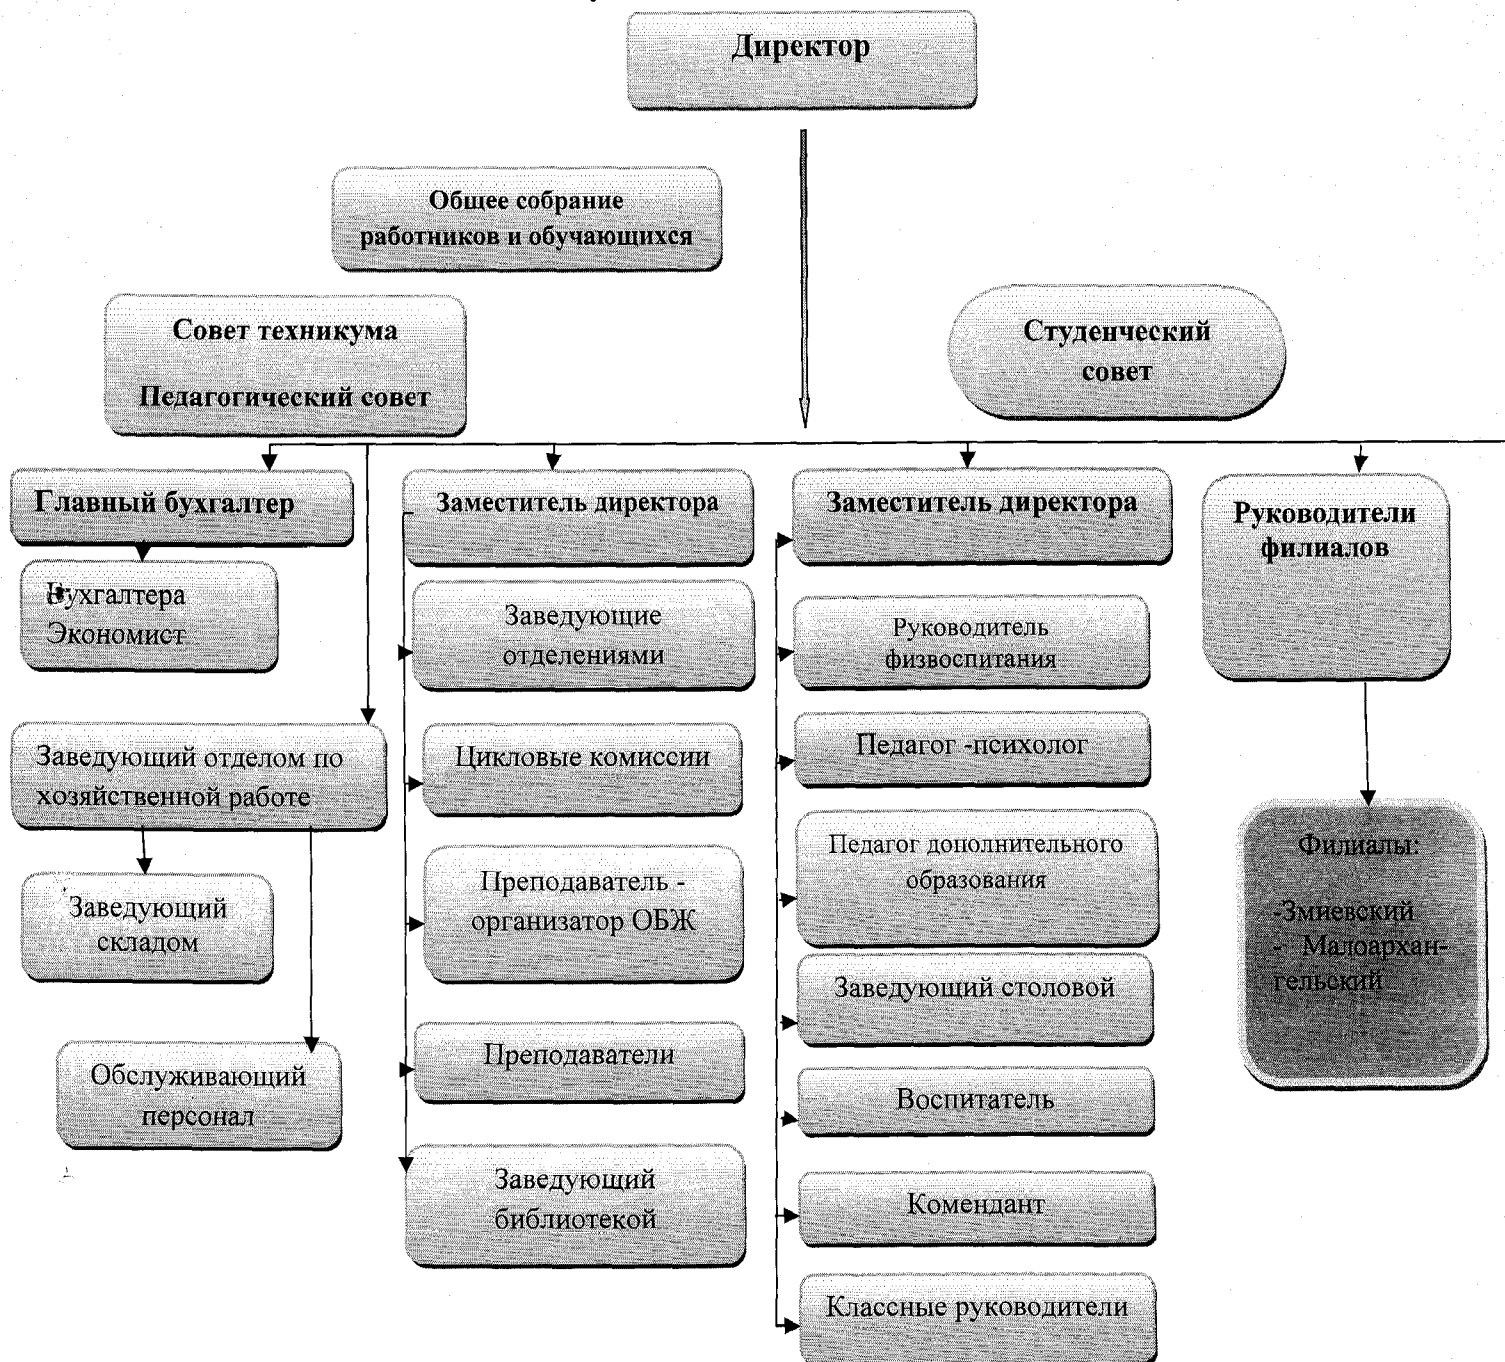 Директор
Общее собрание
работников и обучающихся
Совет техникума
Педагогический совет
Студенческий
совет
Главный бухгалтер
Бухгалтера
Экономист
Заведующий отделом по
хозяйственной работе
Заведующий
складом
Обслуживающий
персонал
Заместитель директора
Заведующие
отделениями
Цикловые комиссии
Преподаватель -
организатор ОБЖ
Преподаватели
Заведующий
библиотекой
Заместитель директора
Руководитель
физвоспитания
Педагог -психолог
Педагог дополнительного
образования
Заведующий столовой
Воспитатель
Комендант
Классные руководители
Руководители
филиалов
Филиалы:
-Змиевский
- Малоархан-
гельский